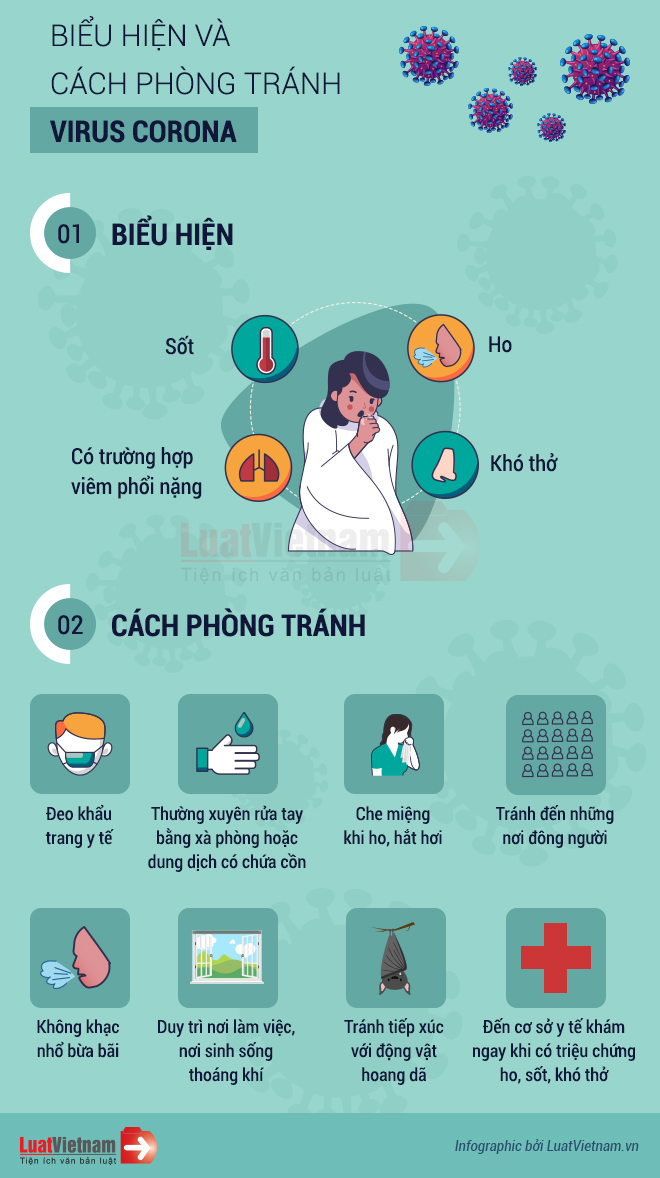 BIỂU HIỆN VÀ
CÁCH PHÒNG TRÁNH
VIRUS CORONA
01
BIỂU HIỆN
Sốt
Ho
Có trường hợp
viêm phổi nặng
Khó thở
LuatVietnam
Tiện ích văn bản luật
02
CÁCH PHÒNG TRÁNH
Đeo khẩu
trang y tế
Thường xuyên rửa tay
bằng xà phòng hoặc
dung dịch có chứa cồn
Che miệng
khi ho, hắt hơi
Tránh đến những
nơi đông người
Không khạc
nhổ bừa bãi
Duy trì nơi làm việc,
nơi sinh sống
thoáng khí
Tránh tiếp xúc
với động vật
hoang dã
Đến cơ sở y tế khám
ngay khi có triệu chứng
ho, sốt, khó thở
LuatVietnam
Tiện ích văn bản luật
Infographic bởi LuatVietnam.vn